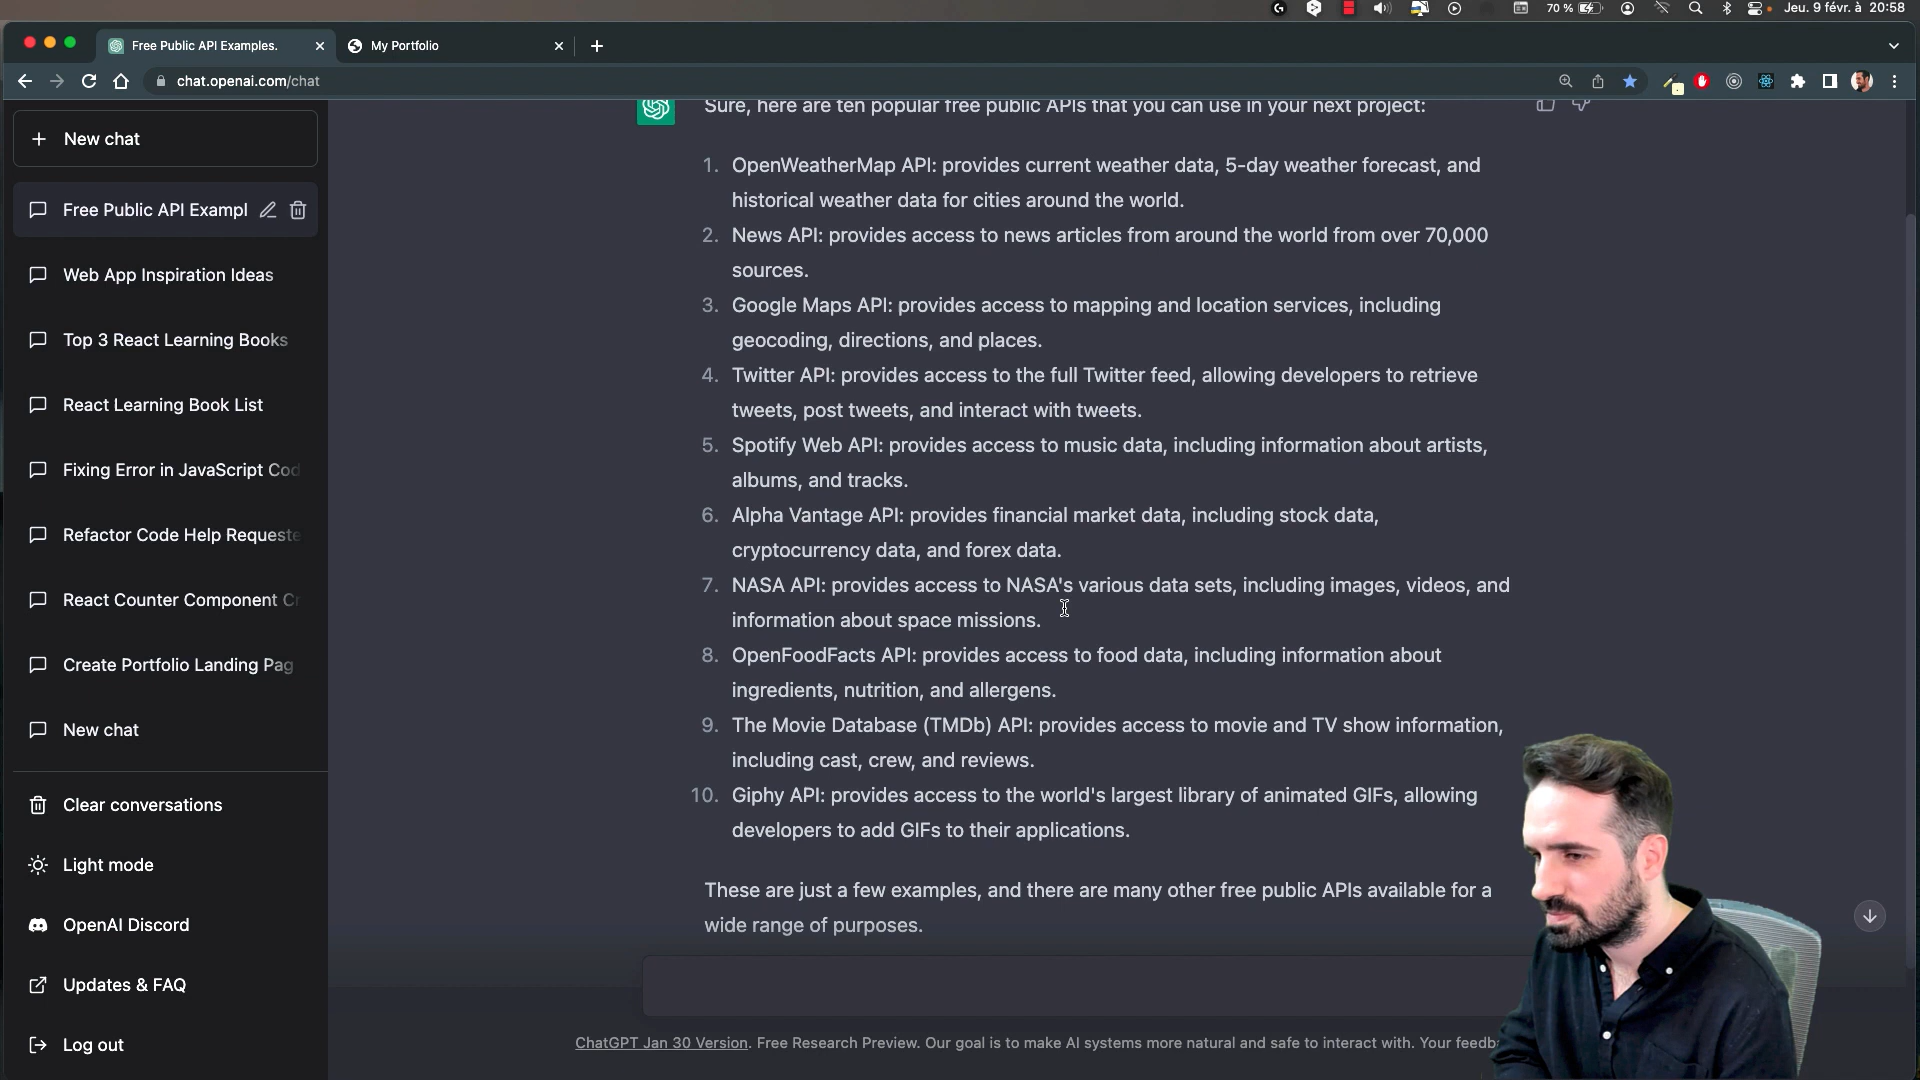 70 %
Jeu. 9 févr. à 20:58
Free Public API Examples.
My Portfolio
chat.openai.com/chat
New chat
Free Public API Exampl
Web App Inspiration Ideas
Top 3 React Learning Books
React Learning Book List
Fixing Error in JavaScript Cod
Refactor Code Help Requeste
React Counter Component Cr
Create Portfolio Landing Pag
New chat
Clear conversations
Light mode
OpenAI Discord
Updates & FAQ
Log out
Sure, here are ten popular free public APIs that you can use in your next project:
1. OpenWeatherMap API: provides current weather data, 5-day weather forecast, and
historical weather data for cities around the world.
2. News API: provides access to news articles from around the world from over 70,000
sources.
3. Google Maps API: provides access to mapping and location services, including
geocoding, directions, and places.
4. Twitter API: provides access to the full Twitter feed, allowing developers to retrieve
tweets, post tweets, and interact with tweets.
5. Spotify Web API: provides access to music data, including information about artists,
albums, and tracks.
6. Alpha Vantage API: provides financial market data, including stock data,
cryptocurrency data, and forex data.
7. NASA API: provides access to NASA's various data sets, including images, videos, and
information about space missions.
8. OpenFoodFacts API: provides access to food data, including information about
ingredients, nutrition, and allergens.
9. The Movie Database (TMDb) API: provides access to movie and TV show information,
including cast, crew, and reviews.
10. Giphy API: provides access to the world's largest library of animated GIFs, allowing
developers to add GIFs to their applications.
These are just a few examples, and there are many other free public APIs available for a
wide range of purposes.
ChatGPT Jan 30 Version. Free Research Preview. Our goal is to make AI systems more natural and safe to interact with. Your feedb